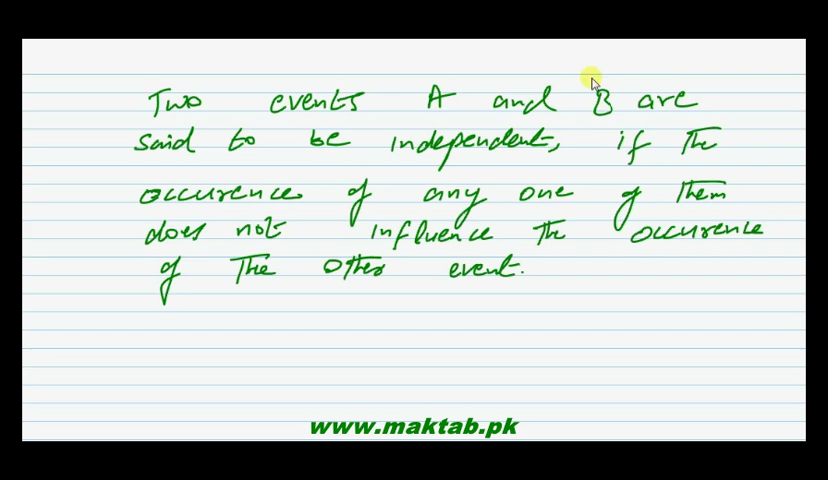 Two events A and B are
said to be independent, if the
occurence of any one of them
does not influence the occurence
of the other event.
www.maktab.pk